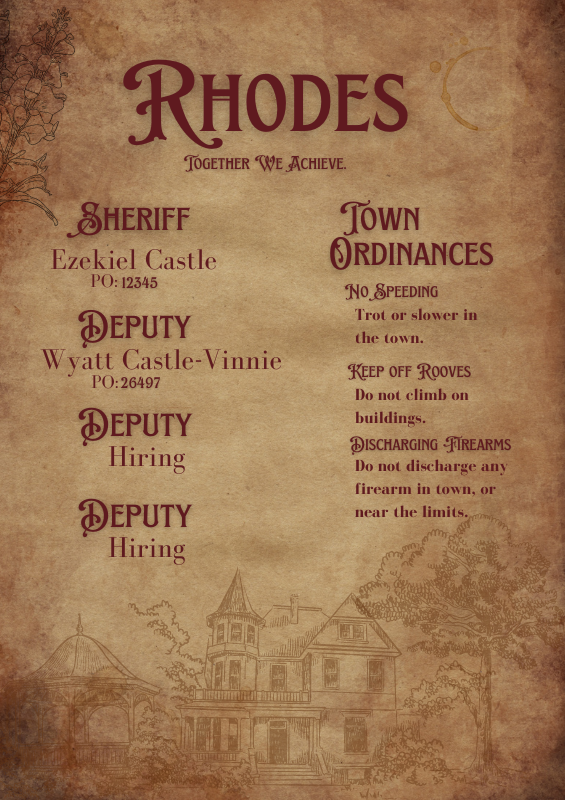 Rhodes
Together We Achieve.
Sheriff
Ezekiel Castle
PO: 12345
Deputy
Wyatt Castle-Vinnie
PO: 26497
Deputy
Hiring
Deputy
Hiring
Town
Ordinances
No Speeding
Trot or slower in
the town.
Keep off Rooves
Do not climb on
buildings.
Discharging Firearms
Do not discharge any
firearm in town, or
near the limits.